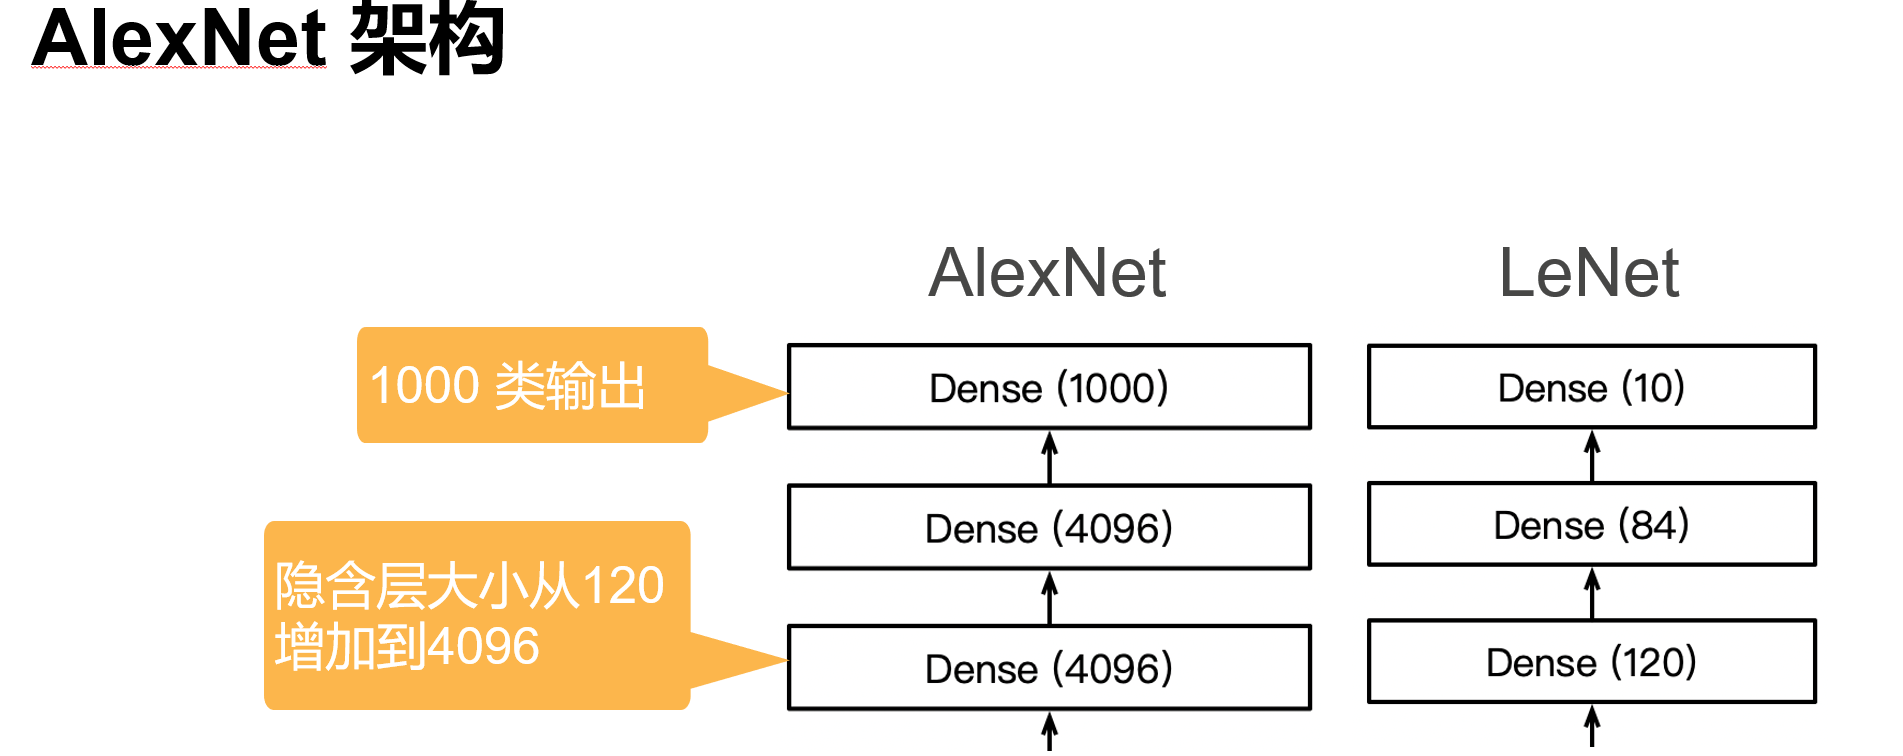 AlexNet 架构
AlexNet
LeNet
1000 类输出
Dense (1000)
Dense (10)
Dense (4096)
Dense (84)
隐含层大小从120
增加到4096
Dense (4096)
Dense (120)